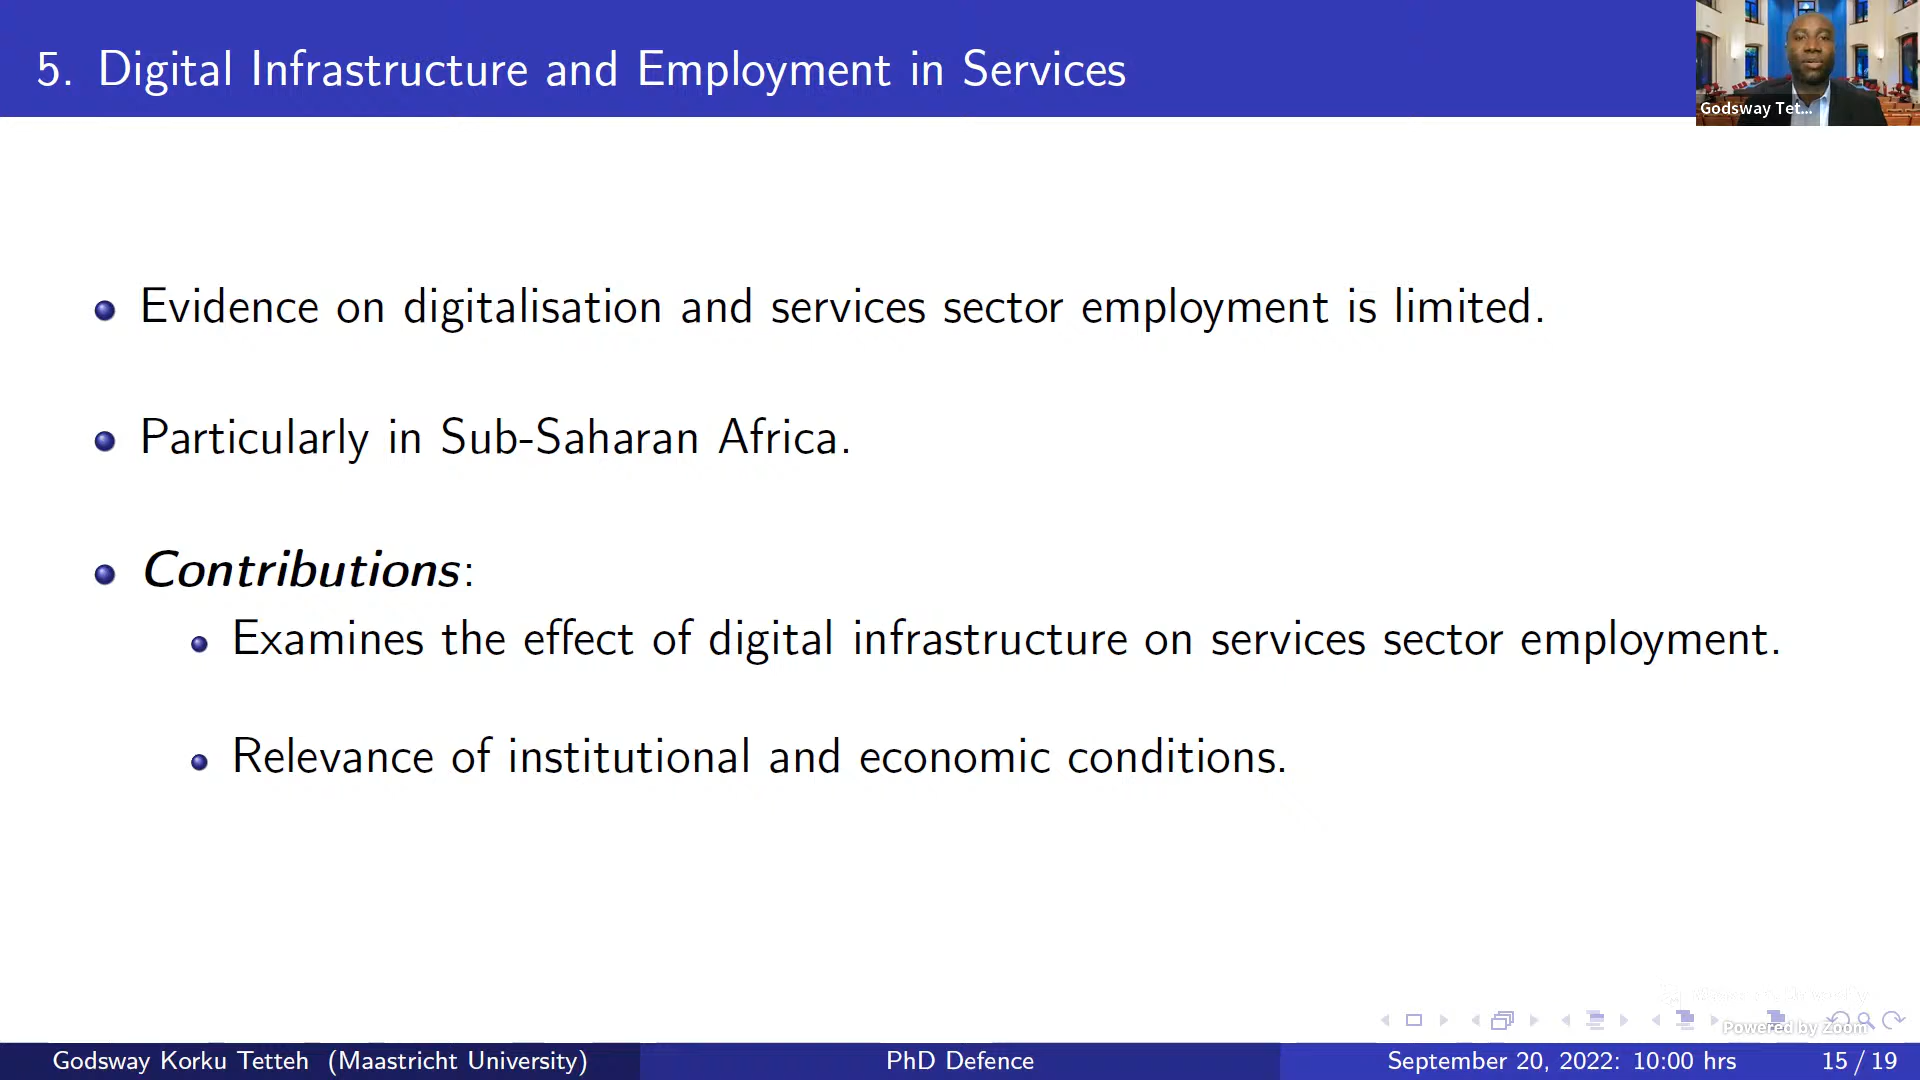 5. Digital Infrastructure and Employment in Services
Godsway Tet...
Evidence on digitalisation and services sector employment is limited.
Particularly in Sub-Saharan Africa.
Contributions:
Examines the effect of digital infrastructure on services sector employment.
Relevance of institutional and economic conditions.
Powered by Zoom
Godsway Korku Tetteh (Maastricht University)
PhD Defence
September 20, 2022: 10:00 hrs
15 / 19